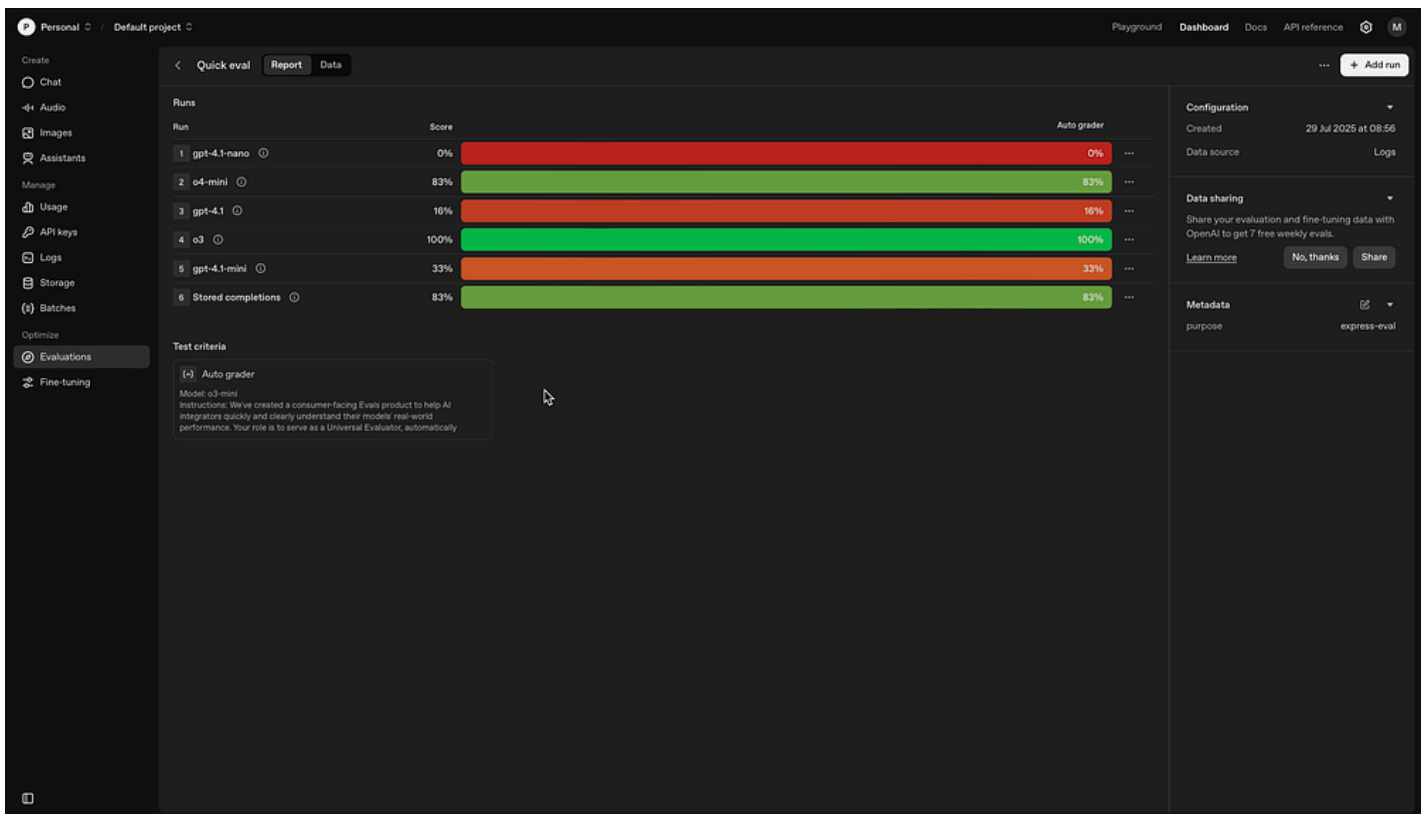 P Personal / Default project
Playground Dashboard Docs API reference M
Create
Chat
Audio
Images
Assistants
Manage
Usage
API keys
Logs
Storage
Batches
Optimize
Evaluations
Fine-tuning
Quick eval Report Data
... + Add run
Runs
Run Score Auto grader
1 gpt-4.1-nano 0% 0% ...
2 o4-mini 83% 83% ...
3 gpt-4.1 16% 16% ...
4 o3 100% 100% ...
5 gpt-4.1-mini 33% 33% ...
6 Stored completions 83% 83% ...
Test criteria
Auto grader
Model: o3-mini
Instructions: We've created a consumer-facing Evals product to help AI
integrators quickly and clearly understand their models' real-world
performance. Your role is to serve as a Universal Evaluator, automatically
Configuration
Created 29 Jul 2025 at 08:56
Data source Logs
Data sharing
Share your evaluation and fine-tuning data with
OpenAI to get 7 free weekly evals.
Learn more No, thanks Share
Metadata
purpose express-eval